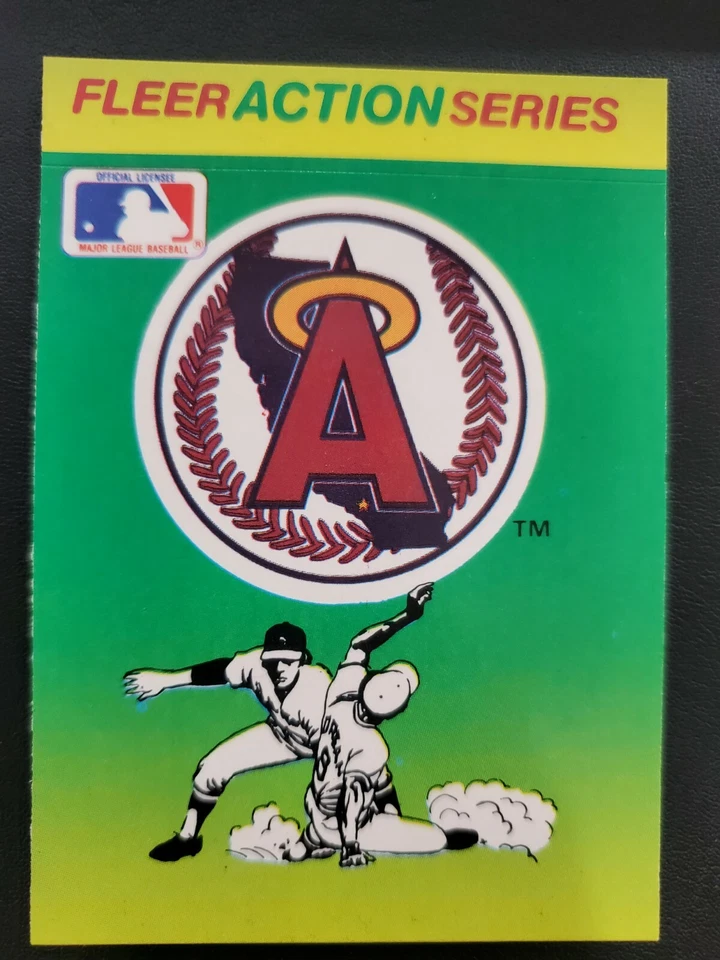 FLEER ACTION SERIES
OFFICIAL LICENSEE
MAJOR LEAGUE BASEBALL ®
A
TM